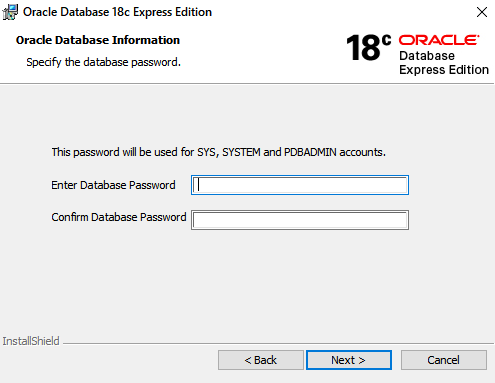 Oracle Database 18c Express Edition
Oracle Database Information
Specify the database password.
18c ORACLE
Database
Express Edition
This password will be used for SYS, SYSTEM and PDBADMIN accounts.
Enter Database Password
Confirm Database Password
InstallShield
< Back
Next >
Cancel